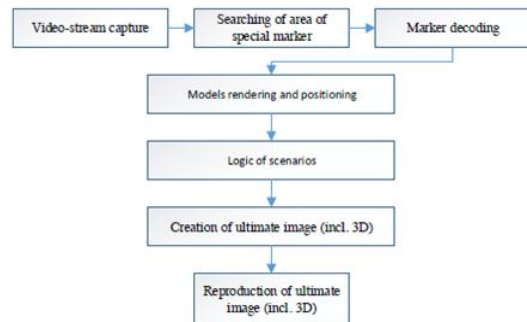 Video-stream capture
Searching of area of
special marker
Marker decoding
Models rendering and positioning
Logic of scenarios
Creation of ultimate image (incl. 3D)
Reproduction of ultimate
image (incl. 3D)